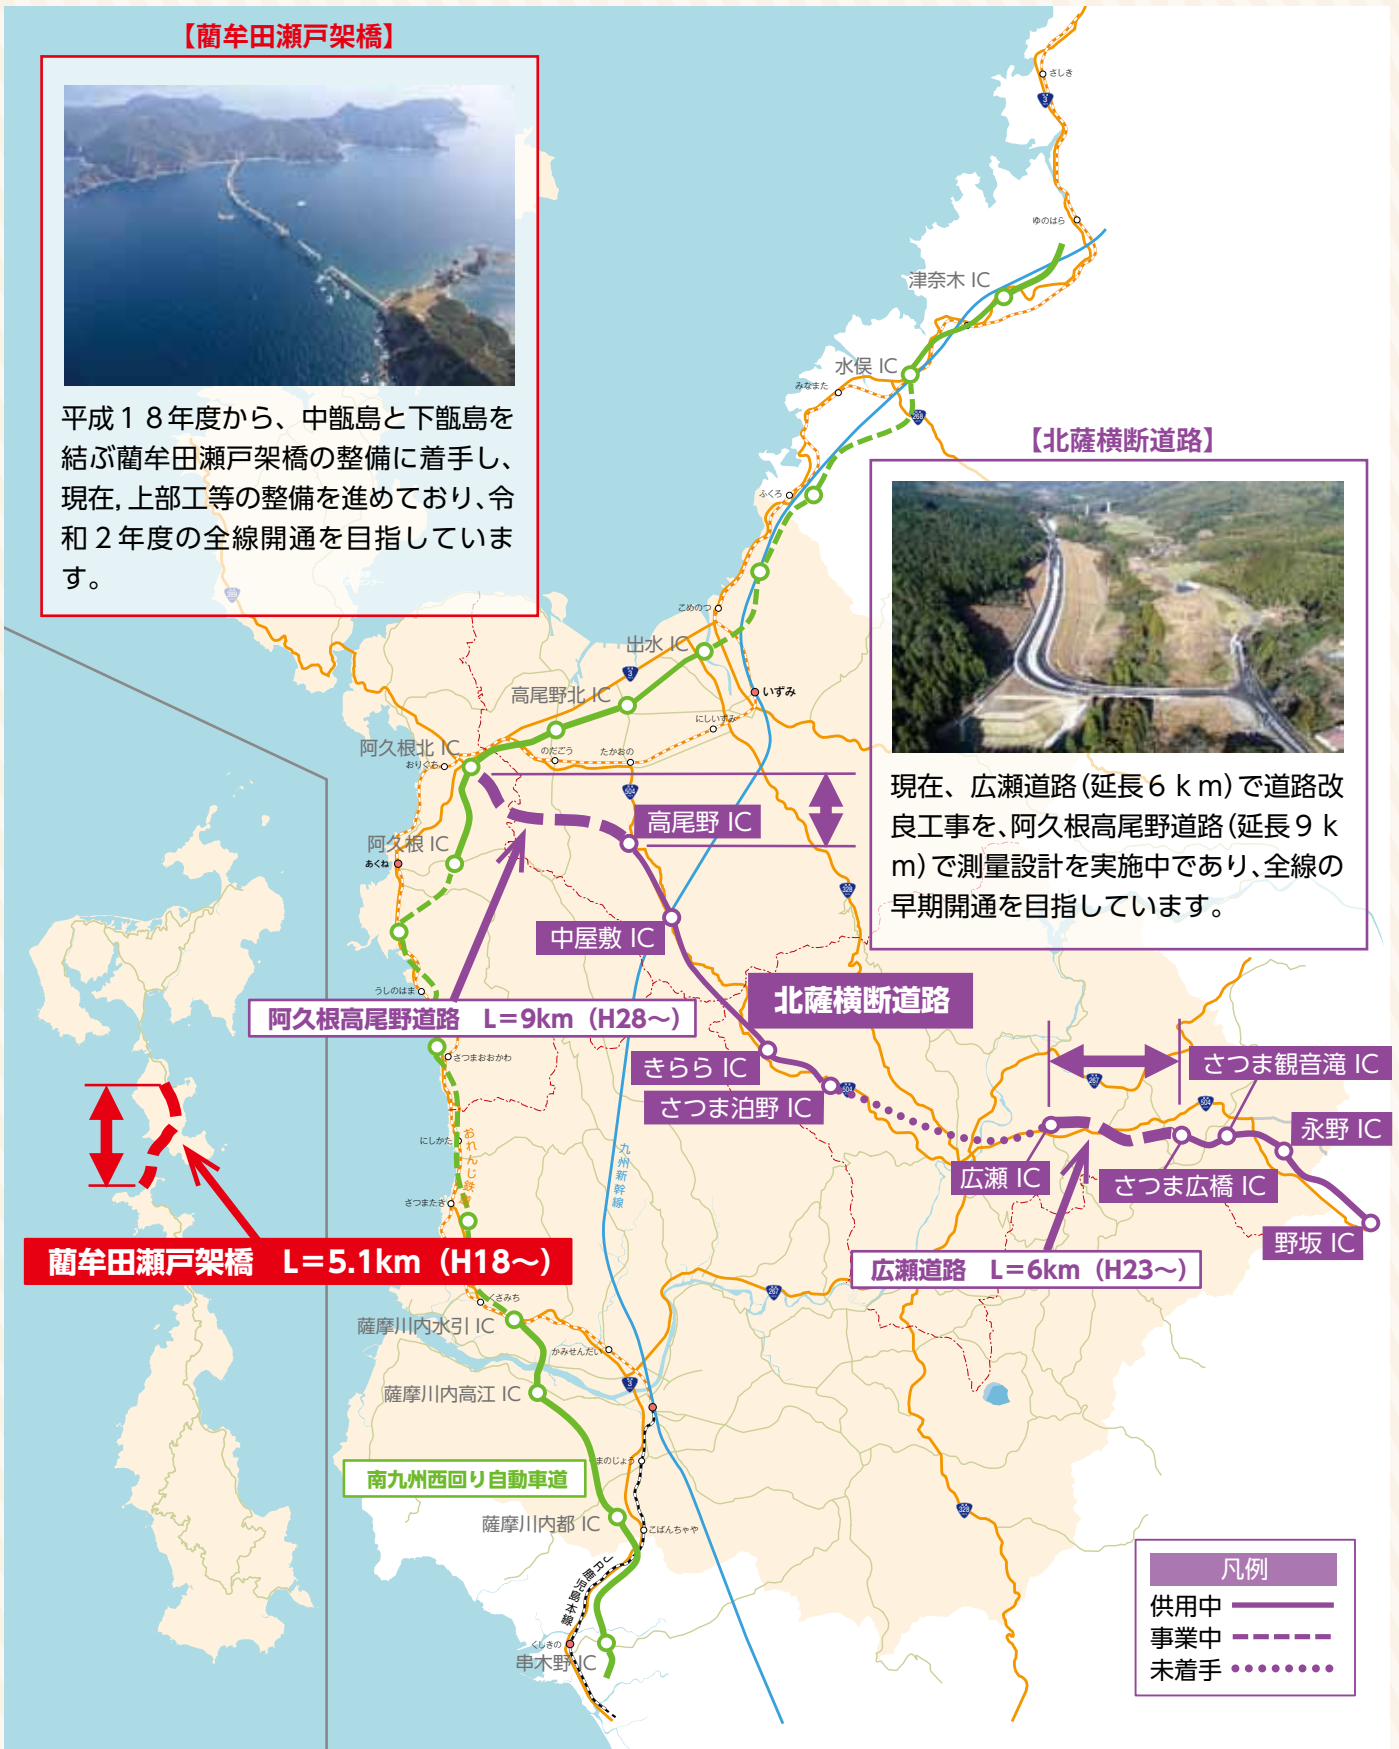 【藺牟田瀬戸架橋】
平成１８年度から、中甑島と下甑島を
結ぶ藺牟田瀬戸架橋の整備に着手し、
現在,上部工等の整備を進めており、令
和２年度の全線開通を目指していま
す。
さしき
3
ゆのはら
津奈木 IC
水俣 IC
みなまた
268
【北薩横断道路】
現在、広瀬道路(延長６ｋｍ)で道路改
良工事を、阿久根高尾野道路(延長９ｋ
ｍ)で測量設計を実施中であり、全線の
早期開通を目指しています。
ふくろ
こめのつ
出水 IC
3
高尾野北 IC
いずみ
にしいずみ
阿久根北 IC
おりぐち
のだごう
たかおの
504
高尾野 IC
阿久根 IC
あくね
328
中屋敷 IC
うしのはま
阿久根高尾野道路　L＝9km（H28～）
北薩横断道路
さつまおおかわ
きらら IC
504
さつま泊野 IC
267
さつま観音滝 IC
504
永野 IC
にしかた
おれんじ鉄
九州新幹線
広瀬 IC
さつま広橋 IC
さつまたき
野坂 IC
藺牟田瀬戸架橋　L＝5.1km（H18～）
広瀬道路　L＝6km（H23～）
267
くさみち
薩摩川内水引 IC
かみせんだい
3
薩摩川内高江 IC
まのじょう
南九州西回り自動車道
薩摩川内都 IC
こばんちゃや
328
JR鹿児島本線
くしきの
串木野 IC
凡例
供用中
事業中
未着手